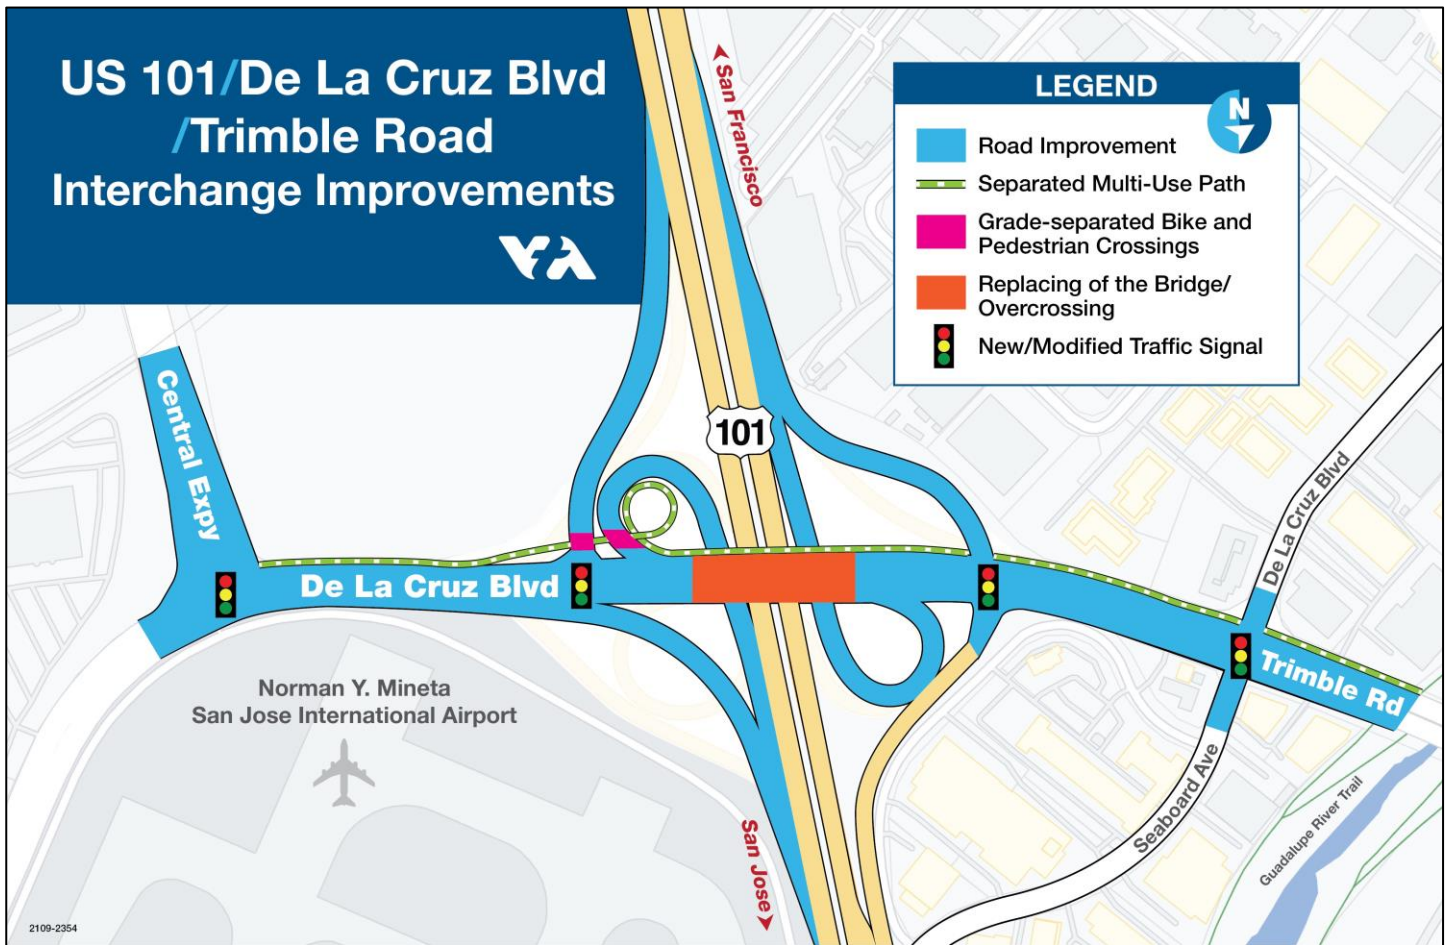 US 101/De La Cruz Blvd
/Trimble Road
Interchange Improvements
VTA
San Francisco
LEGEND
N
Road Improvement
Separated Multi-Use Path
Grade-separated Bike and
Pedestrian Crossings
Replacing of the Bridge/
Overcrossing
New/Modified Traffic Signal
Central Expy
101
De La Cruz Blvd
De La Cruz Blvd
Trimble Rd
Norman Y. Mineta
San Jose International Airport
Seaboard Ave
Guadalupe River Trail
San Jose
2109-2354